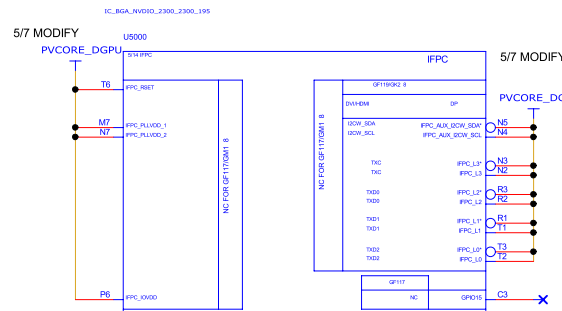 IC_BGA_NVDIO_2300_2300_195
5/7 MODIFY
U5000
PVCORE_DGPU
5/14 IFPC
IFPC
5/7 MODIFY
T6
IFPC_RSET
GF119/GK2 8
DVI/HDMI
DP
PVCORE_DG
M7
IFPC_PLLVDD_1
N7
IFPC_PLLVDD_2
NC FOR GF117/GM1 8
NC FOR GF117/GM1 8
I2CW_SDA
IFPC_AUX_I2CW_SDA*
N5
I2CW_SCL
IFPC_AUX_I2CW_SCL
N4
TXC
IFPC_L3*
N3
TXC
IFPC_L3
N2
TXD0
IFPC_L2*
R3
TXD0
IFPC_L2
R2
TXD1
IFPC_L1*
R1
TXD1
IFPC_L1
T1
TXD2
IFPC_L0*
T3
TXD2
IFPC_L0
T2
GF117
P6
IFPC_IOVDD
NC
GPIO15
C3